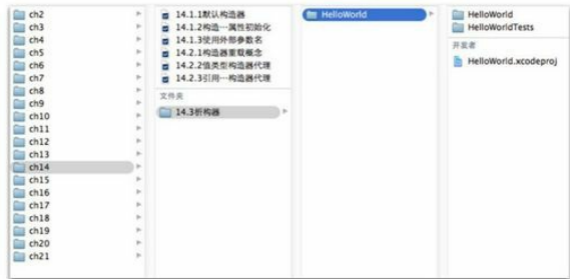 ch2
ch3
ch4
ch5
ch6
ch7
ch8
ch9
ch10
ch11
ch12
ch13
ch14
ch15
ch16
ch17
ch18
ch19
ch20
ch21
14.1.1默认构造器
14.1.2构造…属性初始化
14.1.3使用外部参数名
14.2.1构造器重载概念
14.2.2值类型构造器代理
14.2.3引用…构造器代理
文件夹
14.3析构器
HelloWorld
HelloWorld
HelloWorldTests
开发者
HelloWorld.xcodeproj